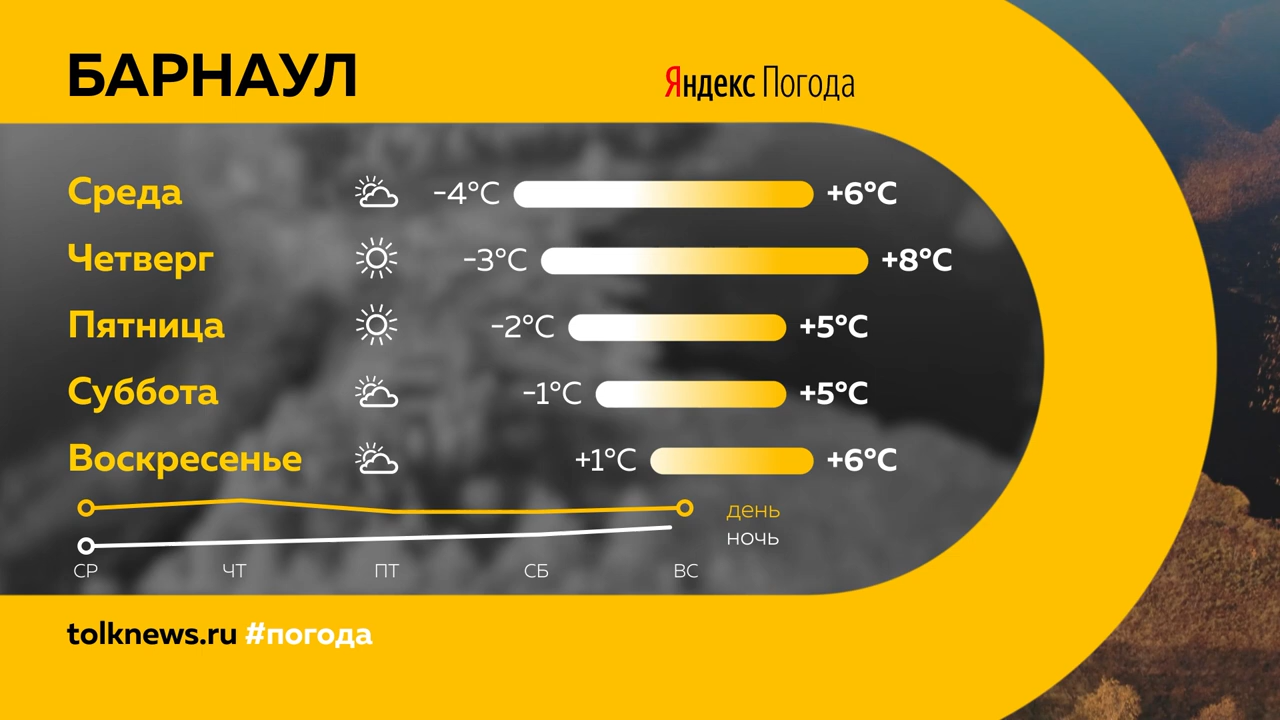 БАРНАУЛ
Яндекс Погода
Среда -4°C +6°C
Четверг -3°C +8°C
Пятница -2°C +5°C
Суббота -1°C +5°C
Воскресенье +1°C +6°C
день
ночь
СР ЧТ ПТ СБ ВС
tolknews.ru #погода